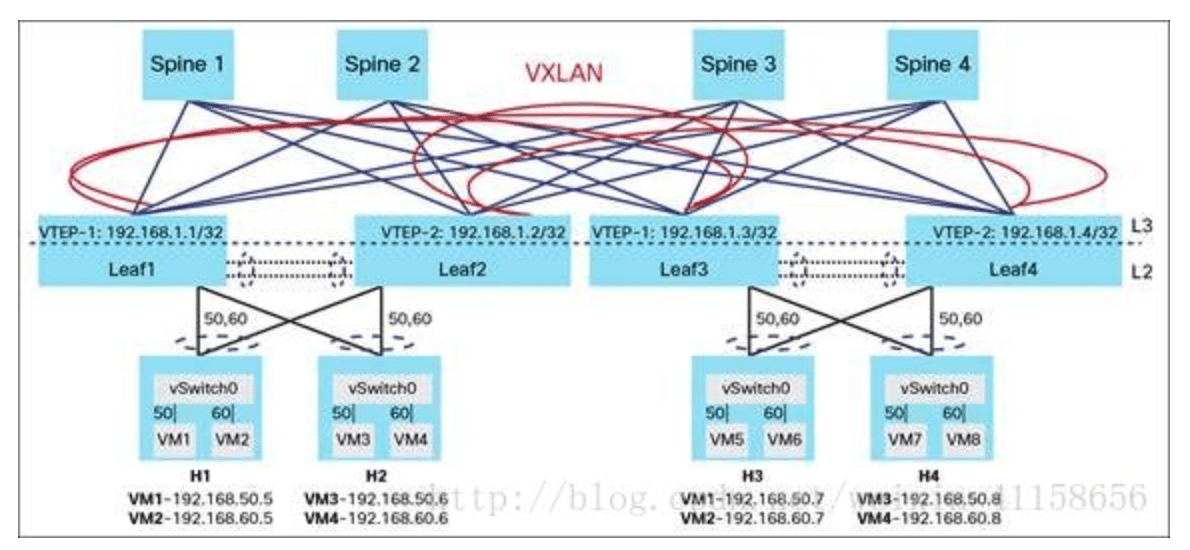 Spine 1
Spine 2
VXLAN
Spine 3
Spine 4
VTEP-1: 192.168.1.1/32
VTEP-2: 192.168.1.2/32
VTEP-1: 192.168.1.3/32
VTEP-2: 192.168.1.4/32
L3
Leaf1
Leaf2
Leaf3
Leaf4
L2
50,60
50,60
50,60
50,60
vSwitch0
vSwitch0
vSwitch0
vSwitch0
50| 60|
50| 60|
50| 60|
50| 60|
VM1 VM2
VM3 VM4
VM5 VM6
VM7 VM8
H1
H2
H3
H4
VM1-192.168.50.5
VM3-192.168.50.6
VM1-192.168.50.7
VM3-192.168.50.8
VM2-192.168.60.5
VM4-192.168.60.6
VM2-192.168.60.7
VM4-192.168.60.8